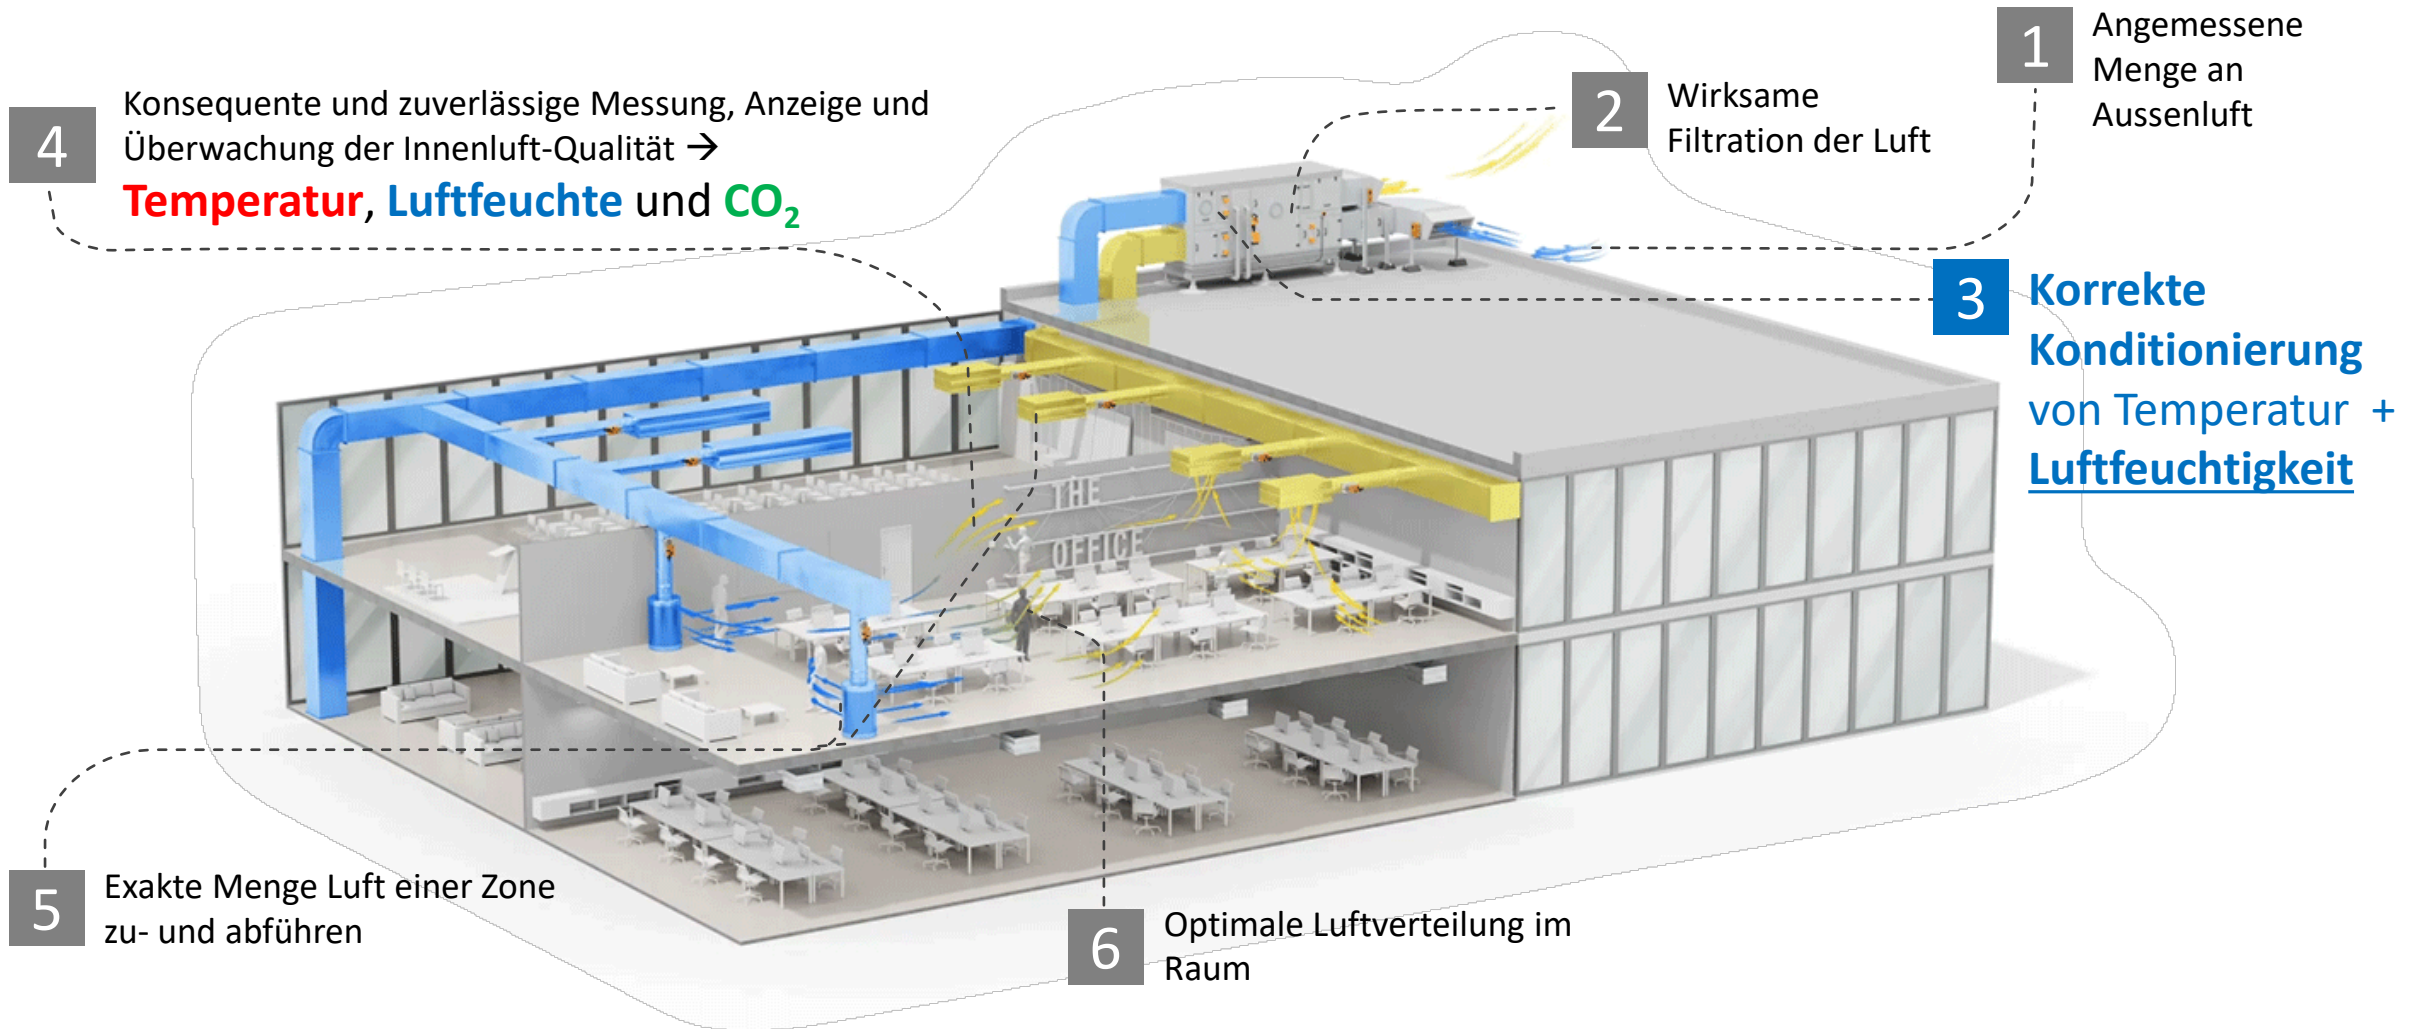 1
Angemessene
Menge an
Aussenluft
2
Wirksame
Filtration der Luft
3
Korrekte
Konditionierung
von Temperatur +
Luftfeuchtigkeit
4
Konsequente und zuverlässige Messung, Anzeige und
Überwachung der Innenluft-Qualität →
Temperatur, Luftfeuchte und CO₂
THE
OFFICE
5
Exakte Menge Luft einer Zone
zu- und abführen
6
Optimale Luftverteilung im
Raum